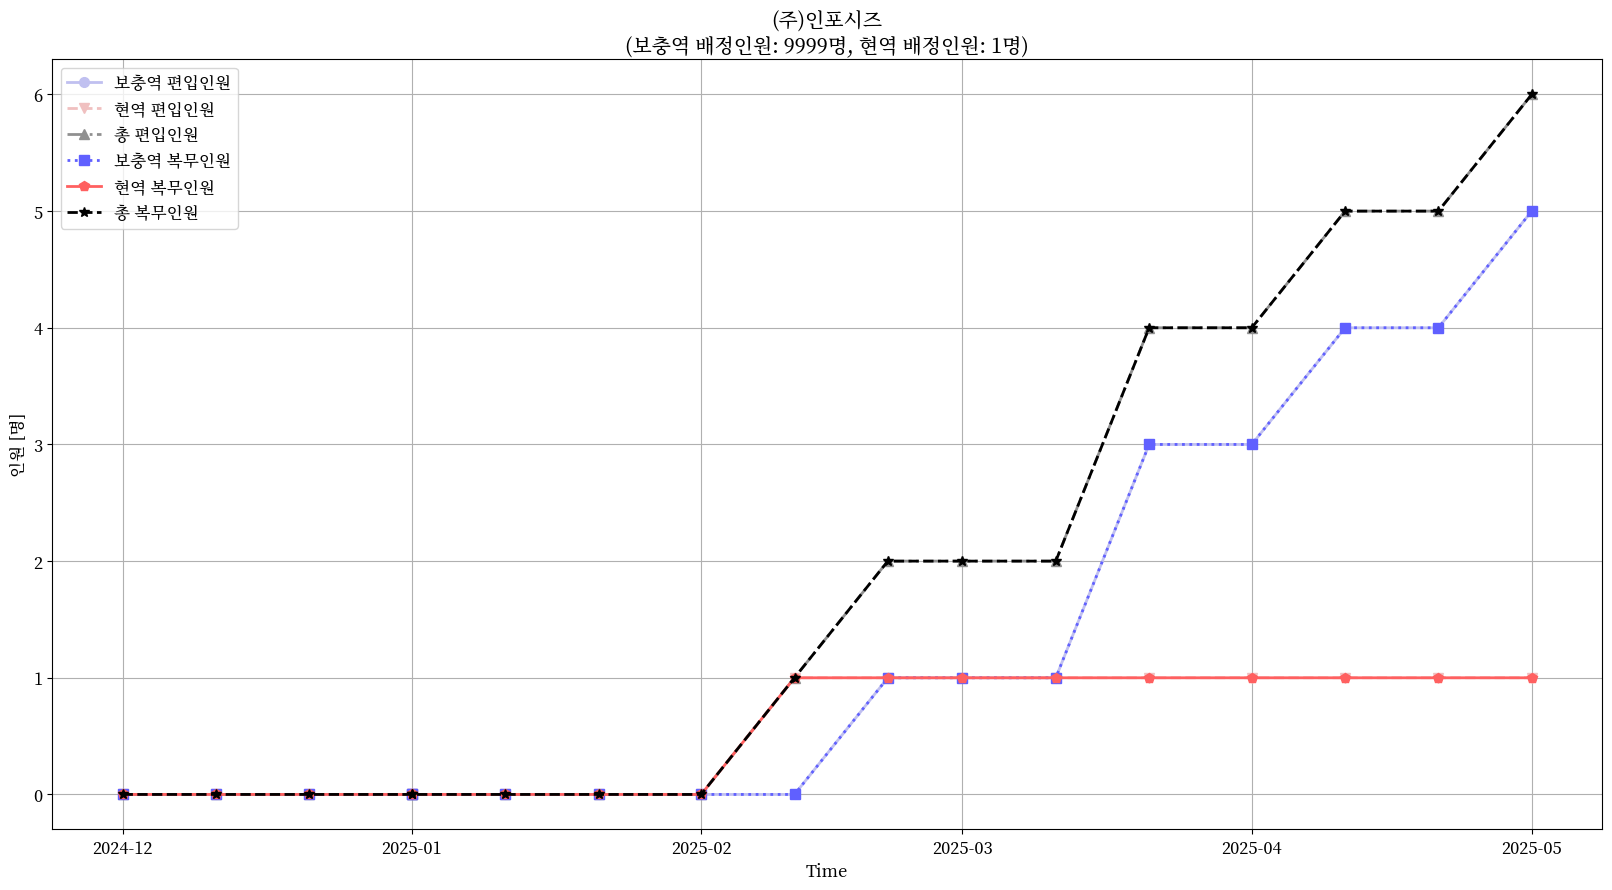 (주)인포시즈
(보충역 배정인원: 9999명, 현역 배정인원: 1명)
보충역 편입인원
현역 편입인원
총 편입인원
보충역 복무인원
현역 복무인원
총 복무인원
인원 [명]
6
5
4
3
2
1
0
2024-12
2025-01
2025-02
2025-03
2025-04
2025-05
Time